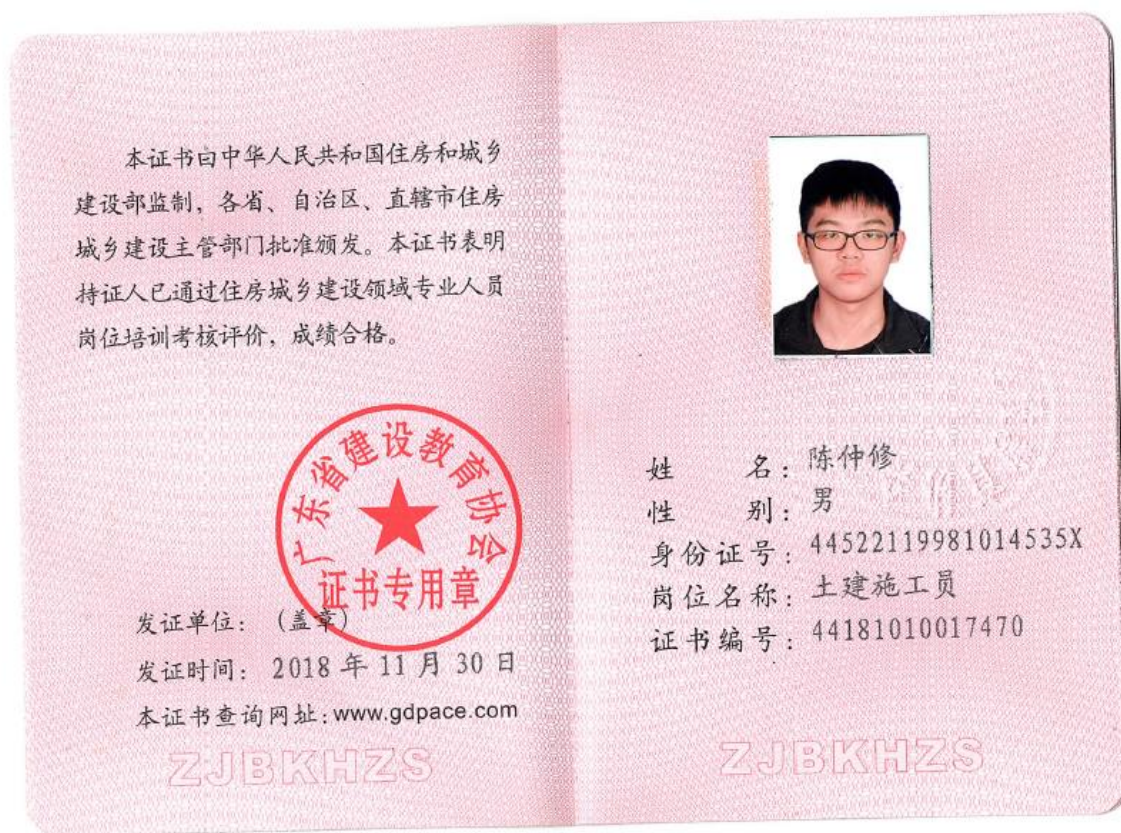 本证书由中华人民共和国住房和城乡
建设部监制，各省、自治区、直辖市住房
城乡建设主管部门批准颁发。本证书表明
持证人已通过住房城乡建设领域专业人员
岗位培训考核评价，成绩合格。
广东省建设教育协会
证书专用章
发证单位：（盖章）
发证时间：2018 年 11 月 30 日
本证书查询网址：www.gdpace.com
ZJBKHZS
姓 名：陈仲修
性 别：男
身份证号：44522119981014535X
岗位名称：土建施工员
证书编号：44181010017470
ZJBKHZS